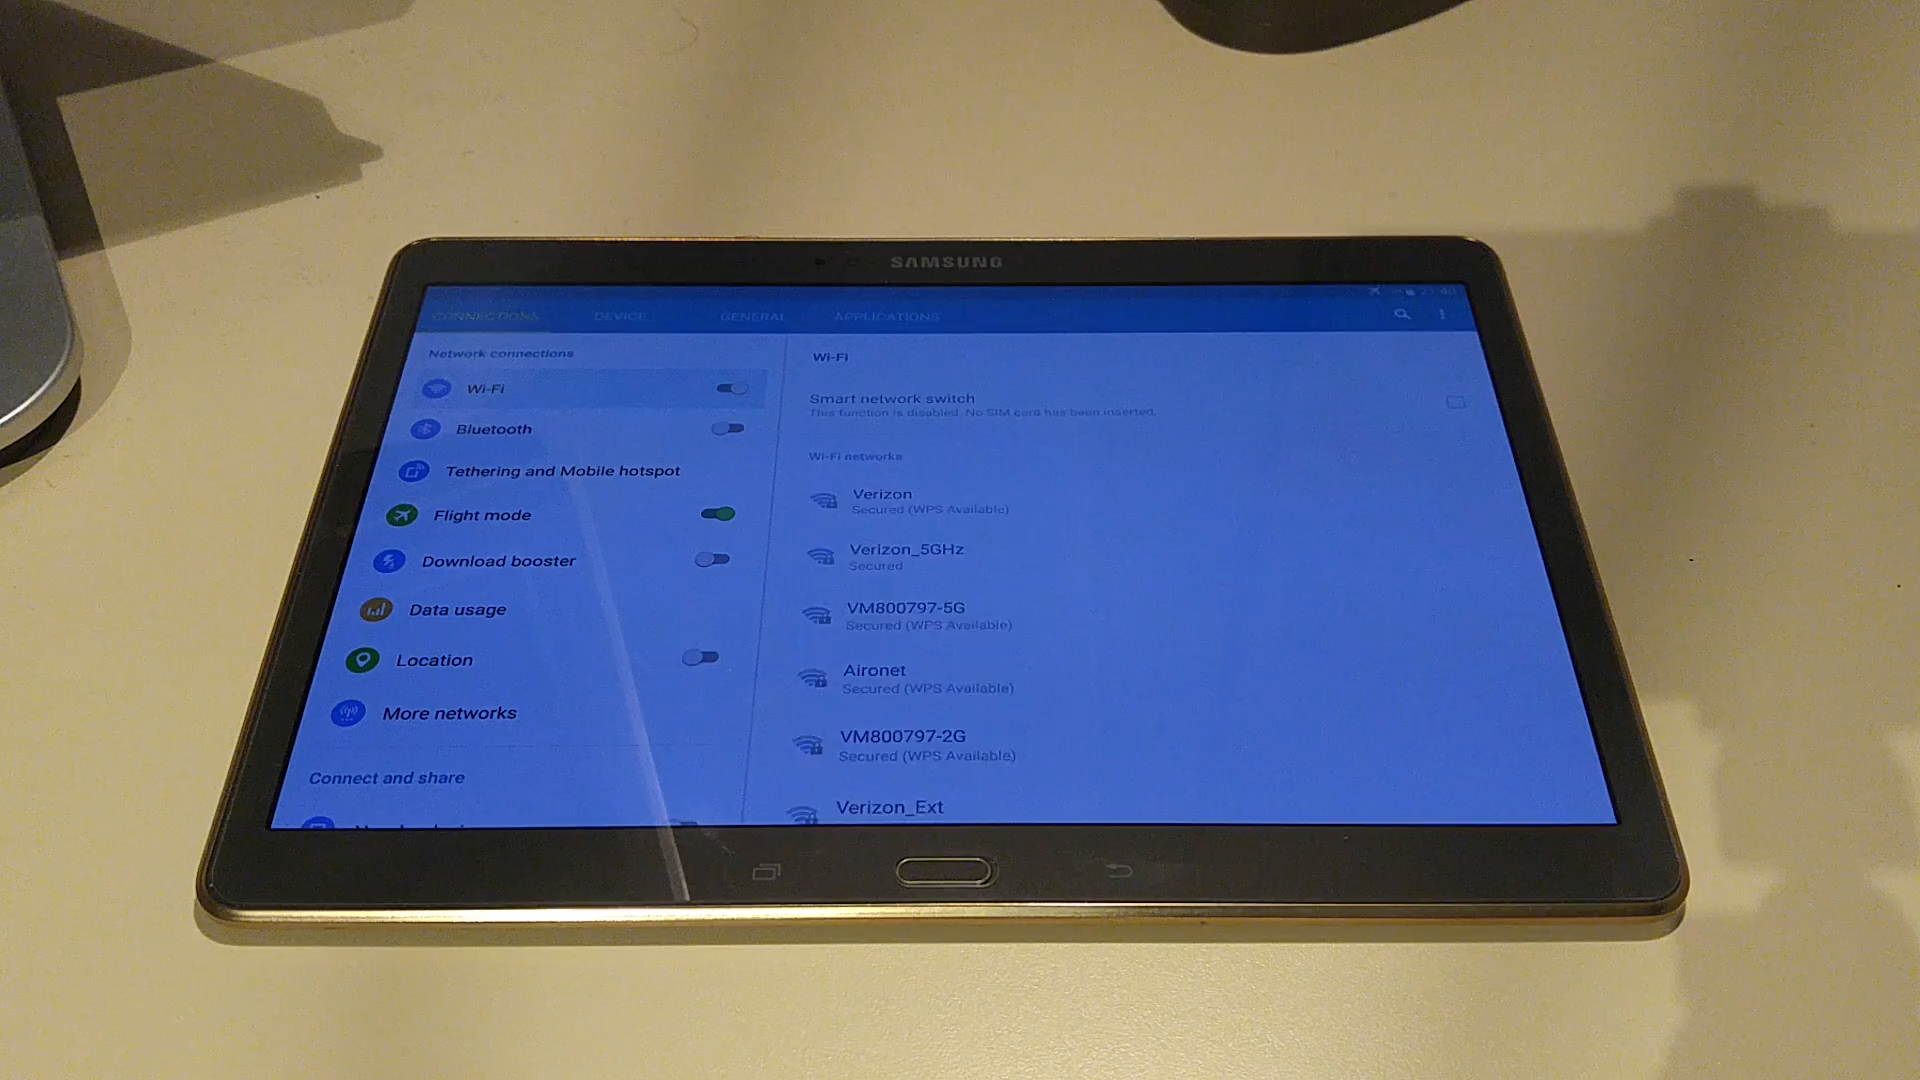 SAMSUNG
CONNECTIONS DEVICE GENERAL APPLICATIONS
Network connections
Wi-Fi
Bluetooth
Tethering and Mobile hotspot
Flight mode
Download booster
Data usage
Location
More networks
Connect and share
Wi-Fi
Smart network switch
This function is disabled. No SIM card has been inserted.
Wi-Fi networks
Verizon
Secured (WPS Available)
Verizon_5GHz
Secured
VM800797-5G
Secured (WPS Available)
Aironet
Secured (WPS Available)
VM800797-2G
Secured (WPS Available)
Verizon_Ext